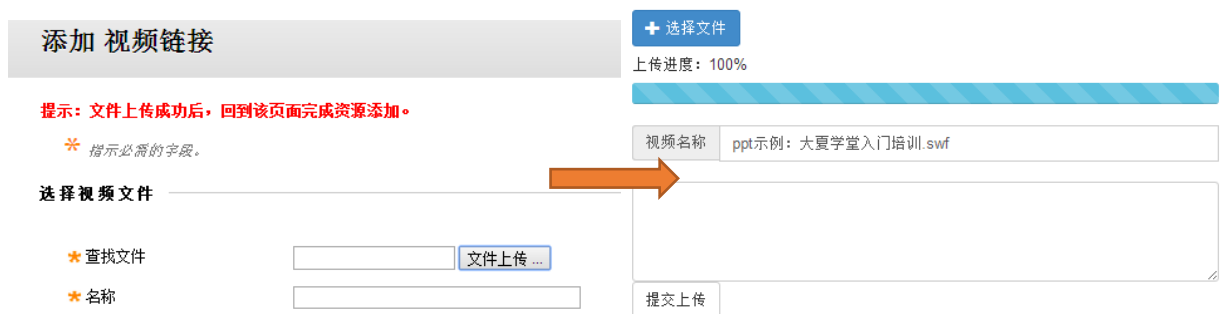 添加 视频链接
提示：文件上传成功后，回到该页面完成资源添加。
指示必需的字段。
选择视频文件
查找文件
文件上传 ...
名称
选择文件
上传进度：100%
视频名称
ppt示例：大夏学堂入门培训.swf
提交上传